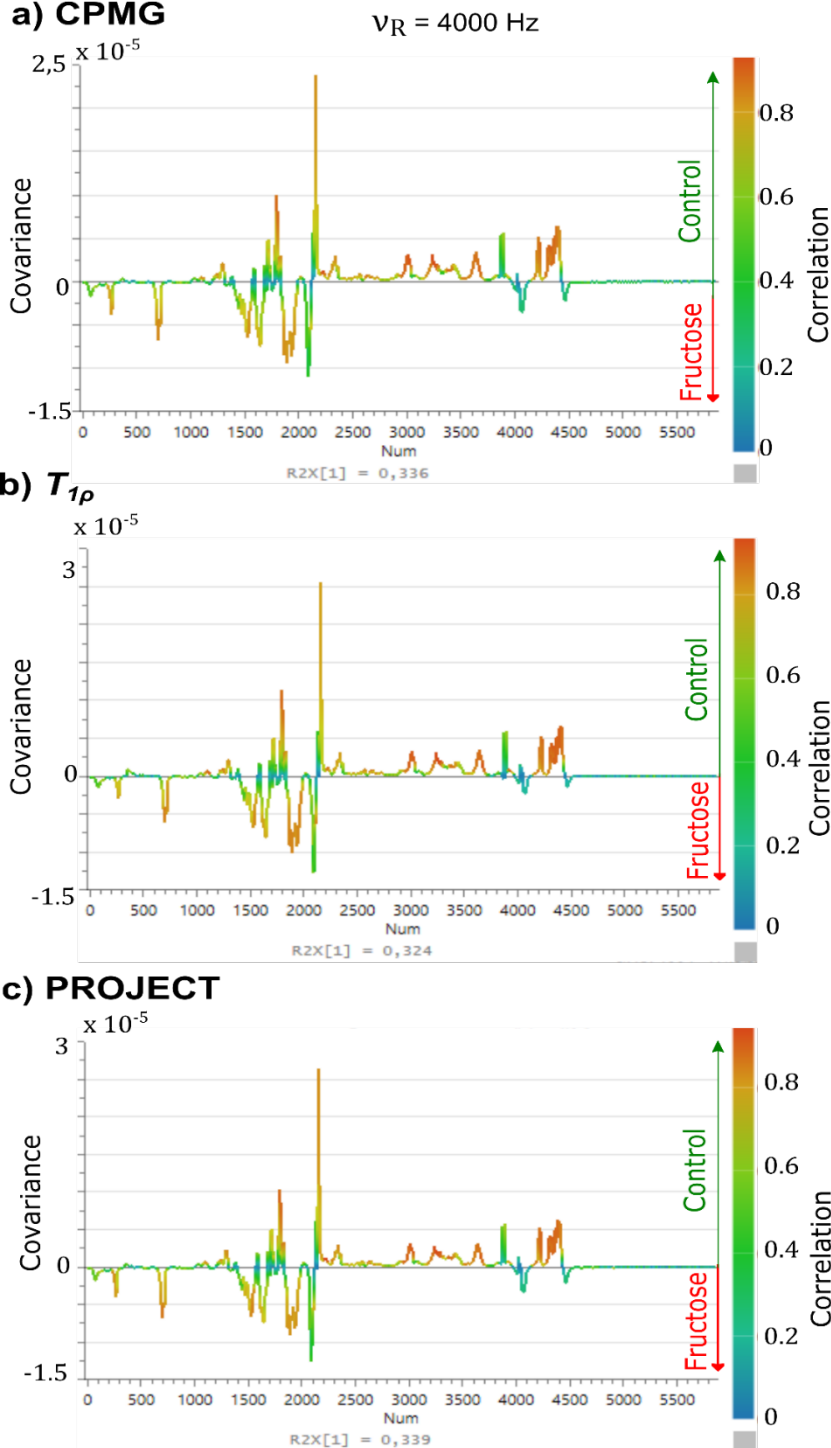 a) CPMG
νR = 4000 Hz
x 10-5
2,5
0
-1.5
Covariance
Control
Fructose
0.8
0.6
0.4
0.2
0
Correlation
0 500 1000 1500 2000 2500 3000 3500 4000 4500 5000 5500
Num
R2X[1] = 0,336
b) T1ρ
x 10-5
3
0
-1.5
Covariance
Control
Fructose
0.8
0.6
0.4
0.2
0
Correlation
0 500 1000 1500 2000 2500 3000 3500 4000 4500 5000 5500
Num
R2X[1] = 0,324
c) PROJECT
x 10-5
3
0
-1.5
Covariance
Control
Fructose
0.8
0.6
0.4
0.2
0
Correlation
0 500 1000 1500 2000 2500 3000 3500 4000 4500 5000 5500
Num
R2X[1] = 0,339